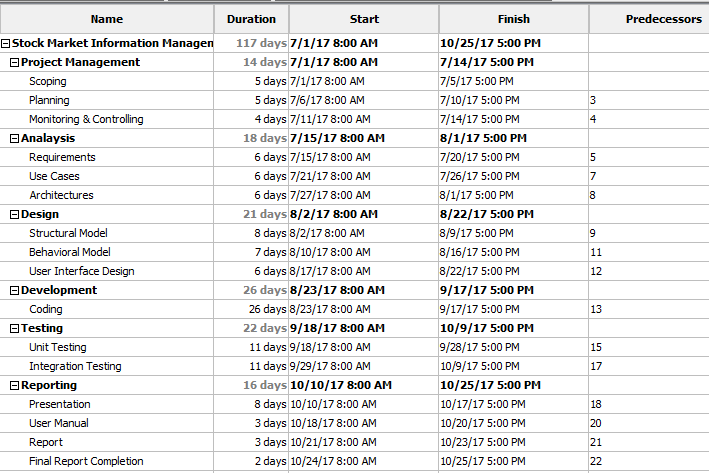 Name Duration Start Finish Predecessors
Stock Market Information Managen 117 days 7/1/17 8:00 AM 10/25/17 5:00 PM
Project Management 14 days 7/1/17 8:00 AM 7/14/17 5:00 PM
Scoping 5 days 7/1/17 8:00 AM 7/5/17 5:00 PM
Planning 5 days 7/6/17 8:00 AM 7/10/17 5:00 PM 3
Monitoring & Controlling 4 days 7/11/17 8:00 AM 7/14/17 5:00 PM 4
Analaysis 18 days 7/15/17 8:00 AM 8/1/17 5:00 PM
Requirements 6 days 7/15/17 8:00 AM 7/20/17 5:00 PM 5
Use Cases 6 days 7/21/17 8:00 AM 7/26/17 5:00 PM 7
Architectures 6 days 7/27/17 8:00 AM 8/1/17 5:00 PM 8
Design 21 days 8/2/17 8:00 AM 8/22/17 5:00 PM
Structural Model 8 days 8/2/17 8:00 AM 8/9/17 5:00 PM 9
Behavioral Model 7 days 8/10/17 8:00 AM 8/16/17 5:00 PM 11
User Interface Design 6 days 8/17/17 8:00 AM 8/22/17 5:00 PM 12
Development 26 days 8/23/17 8:00 AM 9/17/17 5:00 PM
Coding 26 days 8/23/17 8:00 AM 9/17/17 5:00 PM 13
Testing 22 days 9/18/17 8:00 AM 10/9/17 5:00 PM
Unit Testing 11 days 9/18/17 8:00 AM 9/28/17 5:00 PM 15
Integration Testing 11 days 9/29/17 8:00 AM 10/9/17 5:00 PM 17
Reporting 16 days 10/10/17 8:00 AM 10/25/17 5:00 PM
Presentation 8 days 10/10/17 8:00 AM 10/17/17 5:00 PM 18
User Manual 3 days 10/18/17 8:00 AM 10/20/17 5:00 PM 20
Report 3 days 10/21/17 8:00 AM 10/23/17 5:00 PM 21
Final Report Completion 2 days 10/24/17 8:00 AM 10/25/17 5:00 PM 22